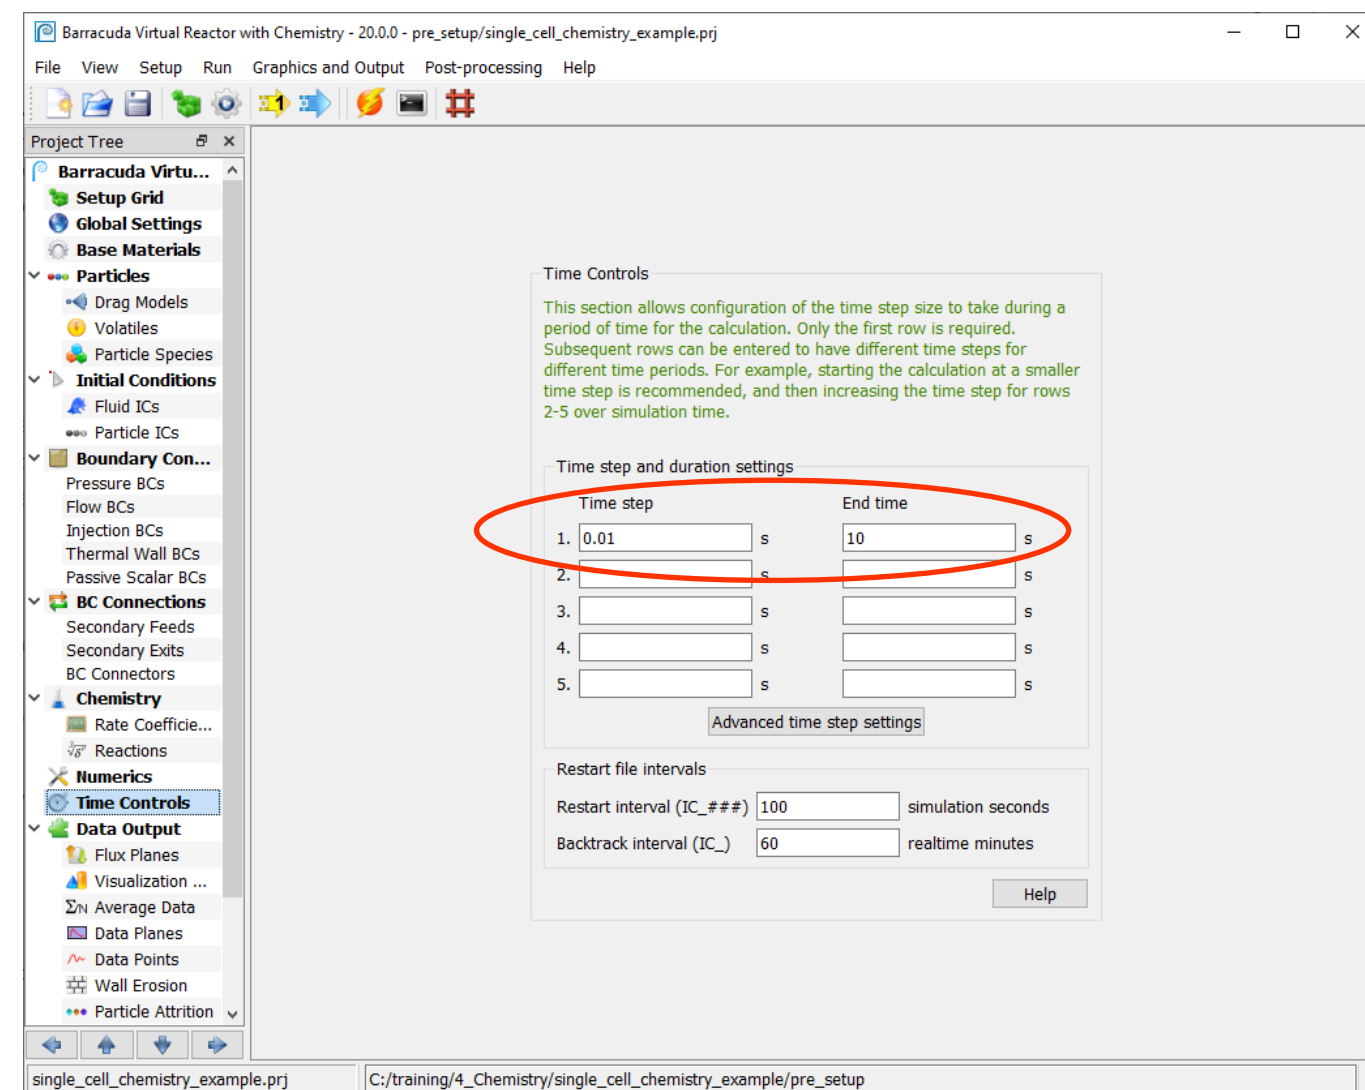 Barracuda Virtual Reactor with Chemistry - 20.0.0 - pre_setup/single_cell_chemistry_example.prj
File View Setup Run Graphics and Output Post-processing Help
1
Project Tree
Barracuda Virtu...
Setup Grid
Global Settings
Base Materials
Particles
Drag Models
Volatiles
Particle Species
Initial Conditions
Fluid ICs
Particle ICs
Boundary Con...
Pressure BCs
Flow BCs
Injection BCs
Thermal Wall BCs
Passive Scalar BCs
BC Connections
Secondary Feeds
Secondary Exits
BC Connectors
Chemistry
Rate Coefficie...
Reactions
Numerics
Time Controls
Data Output
Flux Planes
Visualization ...
Σ/N Average Data
Data Planes
Data Points
Wall Erosion
Particle Attrition
Time Controls
This section allows configuration of the time step size to take during a
period of time for the calculation. Only the first row is required.
Subsequent rows can be entered to have different time steps for
different time periods. For example, starting the calculation at a smaller
time step is recommended, and then increasing the time step for rows
2-5 over simulation time.
Time step and duration settings
Time step End time
1. 0.01 s 10 s
2. s s
3. s s
4. s s
5. s s
Advanced time step settings
Restart file intervals
Restart interval (IC_###) 100 simulation seconds
Backtrack interval (IC_) 60 realtime minutes
Help
single_cell_chemistry_example.prj C:/training/4_Chemistry/single_cell_chemistry_example/pre_setup